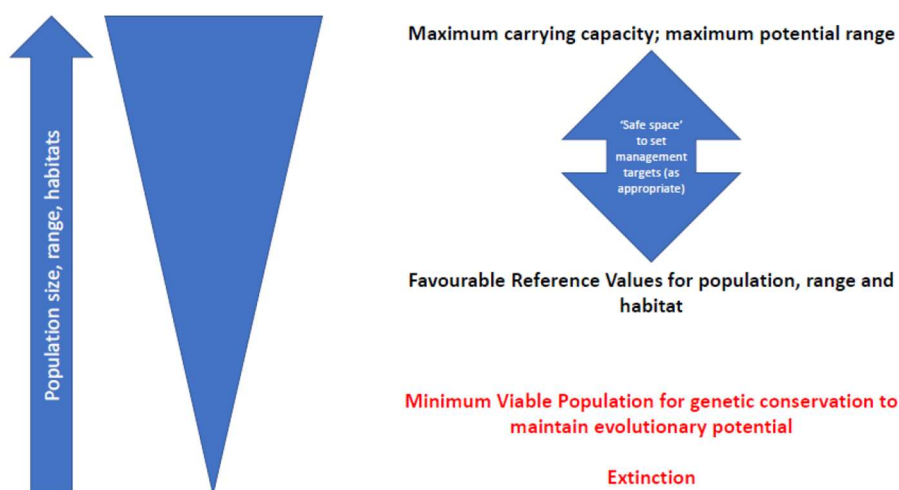 Population size, range, habitats
Maximum carrying capacity; maximum potential range
‘Safe space’
to set
management
targets (as
appropriate)
Favourable Reference Values for population, range and
habitat
Minimum Viable Population for genetic conservation to
maintain evolutionary potential
Extinction